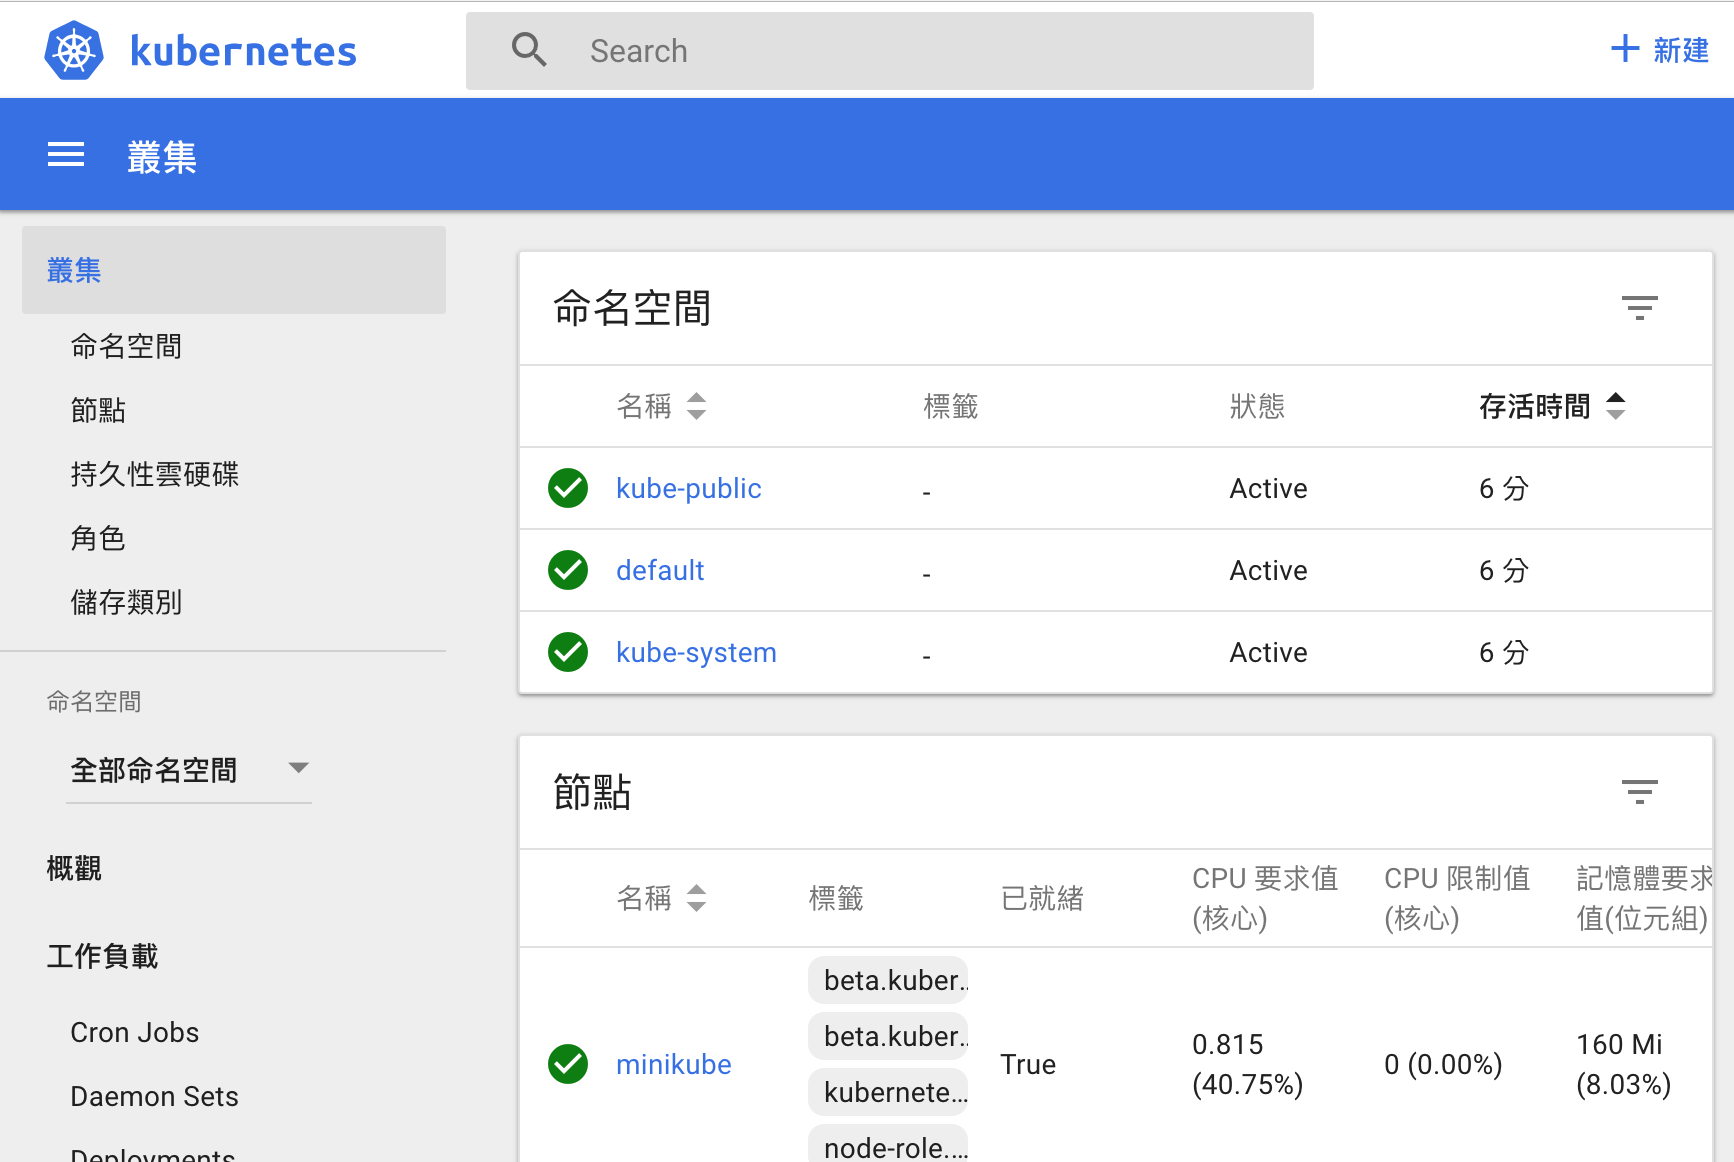 kubernetes
Search
+ 新建
叢集
叢集
命名空間
節點
持久性雲硬碟
角色
儲存類別
命名空間
全部命名空間
概觀
工作負載
Cron Jobs
Daemon Sets
Deployments
命名空間
名稱 標籤 狀態 存活時間
kube-public - Active 6 分
default - Active 6 分
kube-system - Active 6 分
節點
名稱 標籤 已就緒 CPU 要求值 (核心) CPU 限制值 (核心) 記憶體要求值(位元組)
beta.kuber..
beta.kuber..
kubernete...
node-role....
minikube True 0.815 (40.75%) 0 (0.00%) 160 Mi (8.03%)